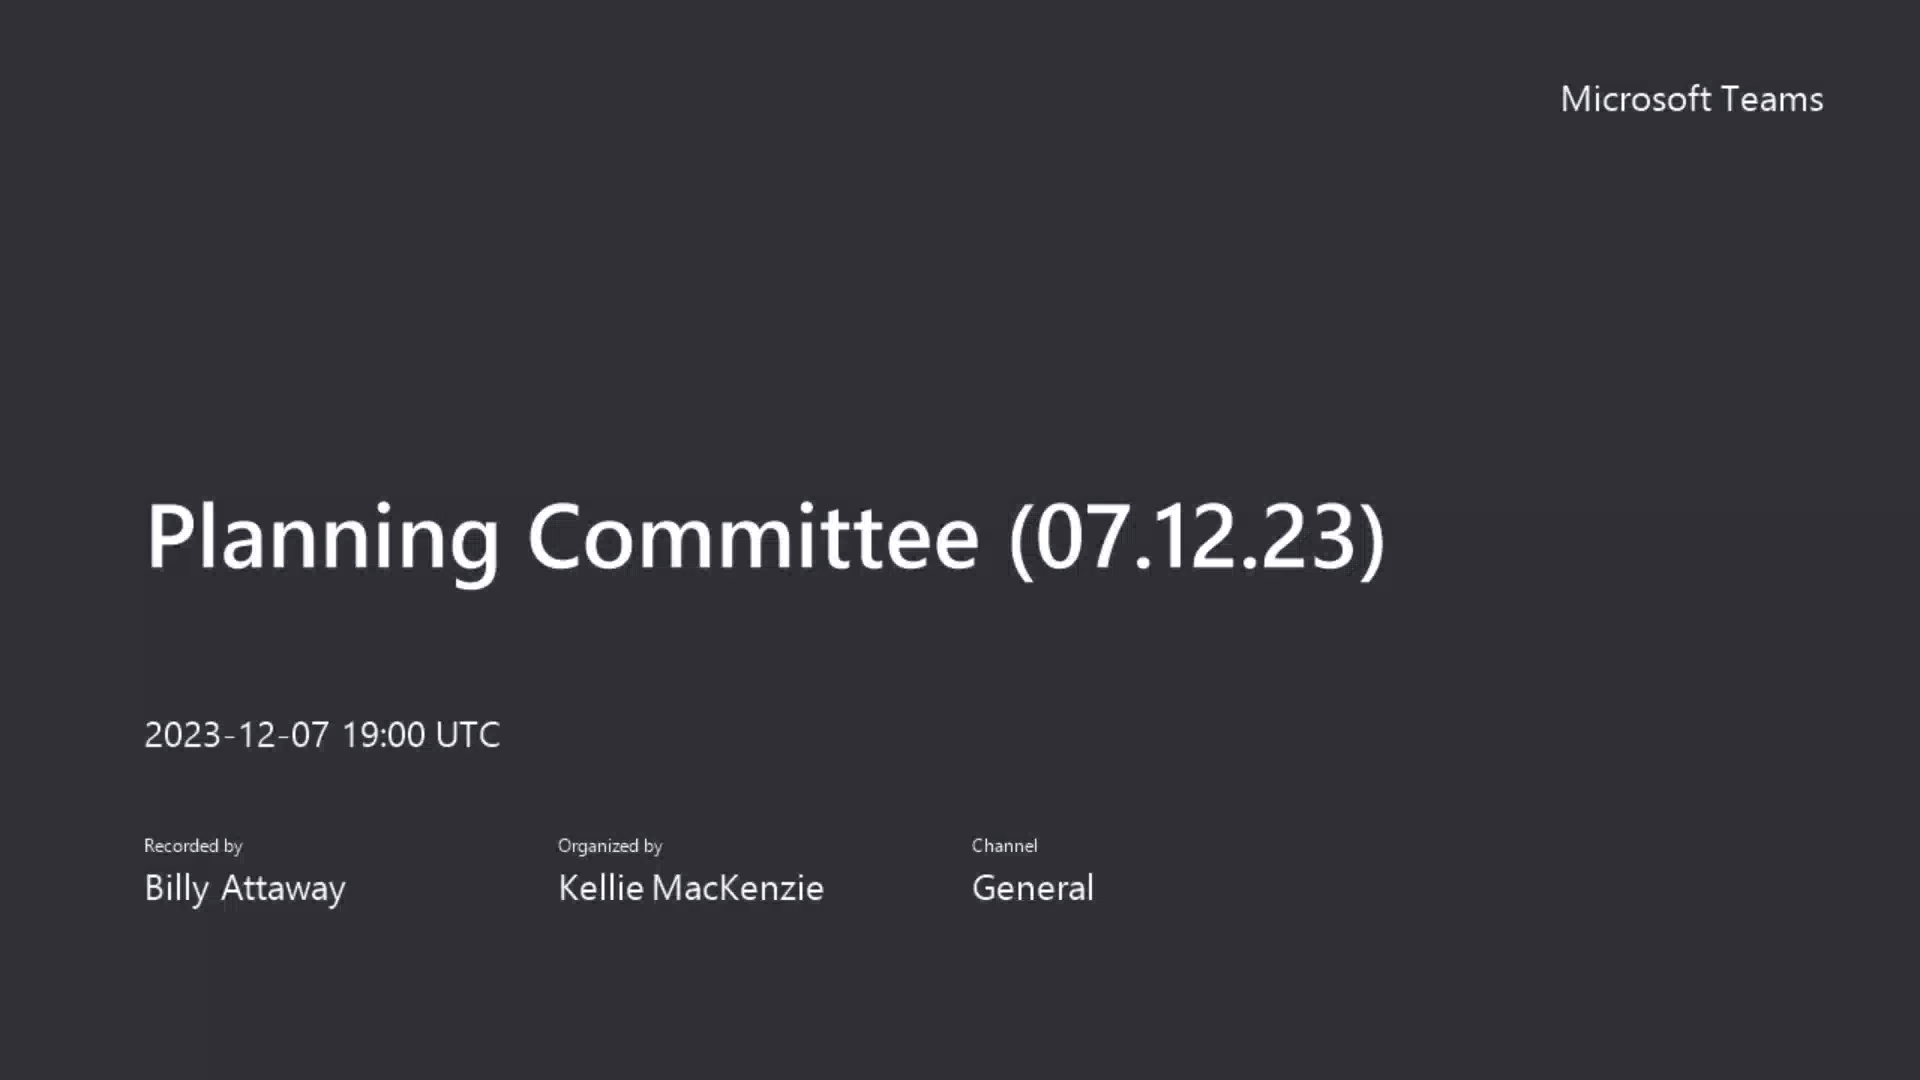 Microsoft Teams
Planning Committee (07.12.23)
2023-12-07 19:00 UTC
Recorded by
Billy Attaway
Organized by
Kellie MacKenzie
Channel
General